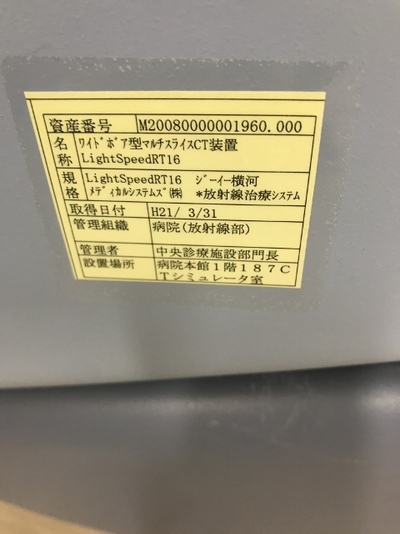 資産番号 M20080000001960.000
名称 ﾜｲﾄﾞﾎﾞｱ型ﾏﾙﾁｽﾗｲｽCT装置
LightSpeedRT16
規格 LightSpeedRT16 ジーイー横河
ﾒﾃﾞｨｶﾙｼｽﾃﾑｽﾞ㈱ *放射線治療ｼｽﾃﾑ
取得日付 H21/ 3/31
管理組織 病院(放射線部)
管理者 中央診療施設部門長
設置場所 病院本館1階187C
Tシミュレータ室